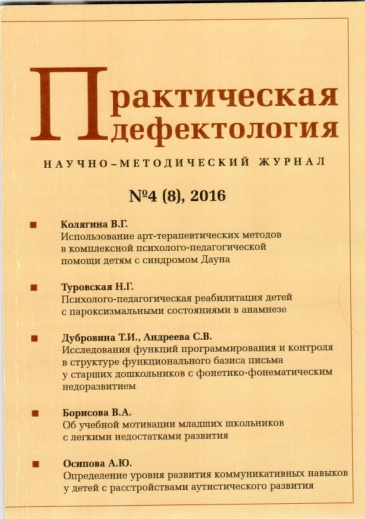 Практическая
дефектология
НАУЧНО–МЕТОДИЧЕСКИЙ ЖУРНАЛ
№4 (8), 2016
Колягина В.Г.
Использование арт-терапевтических методов
в комплексной психолого-педагогической
помощи детям с синдромом Дауна
Туровская Н.Г.
Психолого-педагогическая реабилитация детей
с пароксизмальными состояниями в анамнезе
Дубровина Т.И., Андреева С.В.
Исследования функций программирования и контроля
в структуре функционального базиса письма
у старших дошкольников с фонетико-фонематическим
недоразвитием
Борисова В.А.
Об учебной мотивации младших школьников
с легкими недостатками развития
Осипова А.Ю.
Определение уровня развития коммуникативных навыков
у детей с расстройствами аутистического развития